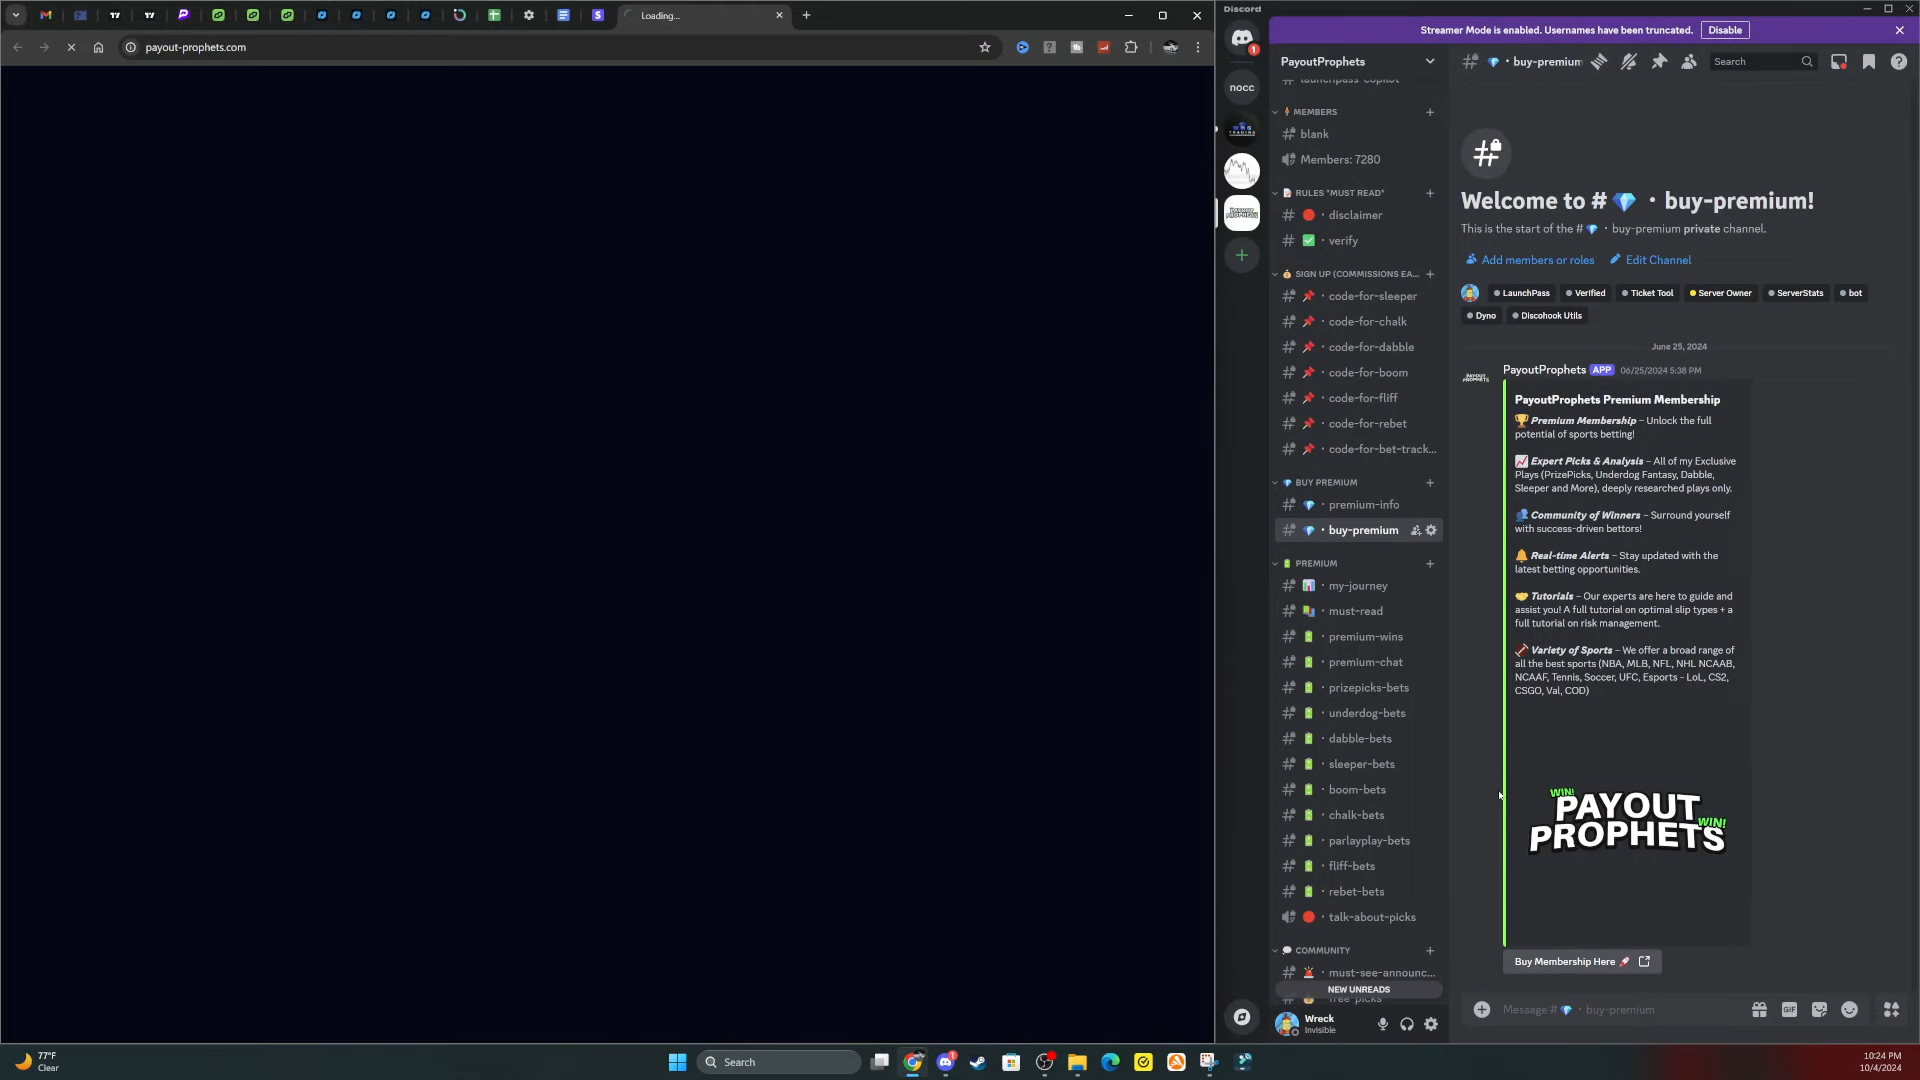 Loading...
payout-prophets.com
Discord
Streamer Mode is enabled. Usernames have been truncated.
Disable
1
nocc
PayoutProphets
launchpass-copilot
MEMBERS
blank
Members: 7280
RULES *MUST READ*
disclaimer
verify
SIGN UP (COMMISSIONS EA...
code-for-sleeper
code-for-chalk
code-for-dabble
code-for-boom
code-for-fliff
code-for-rebet
code-for-bet-track...
BUY PREMIUM
premium-info
buy-premium
PREMIUM
my-journey
must-read
premium-wins
premium-chat
prizepicks-bets
underdog-bets
dabble-bets
sleeper-bets
boom-bets
chalk-bets
parlayplay-bets
fliff-bets
rebet-bets
talk-about-picks
COMMUNITY
must-see-announc...
NEW UNREADS
free-picks
Wreck
Invisible
buy-premium
Search
Welcome to # 💎 · buy-premium!
This is the start of the # 💎 · buy-premium private channel.
Add members or roles
Edit Channel
LaunchPass
Verified
Ticket Tool
Server Owner
ServerStats
bot
Dyno
Discohook Utils
June 25, 2024
PayoutProphets APP 06/25/2024 5:38 PM
PayoutProphets Premium Membership
🏆 Premium Membership – Unlock the full
potential of sports betting!
📈 Expert Picks & Analysis – All of my Exclusive
Plays (PrizePicks, Underdog Fantasy, Dabble,
Sleeper and More), deeply researched plays only.
👥 Community of Winners – Surround yourself
with success-driven bettors!
🔔 Real-time Alerts – Stay updated with the
latest betting opportunities.
🤝 Tutorials – Our experts are here to guide and
assist you! A full tutorial on optimal slip types + a
full tutorial on risk management.
🏈 Variety of Sports – We offer a broad range of
all the best sports (NBA, MLB, NFL, NHL NCAAB,
NCAAF, Tennis, Soccer, UFC, Esports - LoL, CS2,
CSGO, Val, COD)
WIN!
PAYOUT
WIN!
PROPHETS
Buy Membership Here 🚀
Message # 💎 · buy-premium
GIF
77°F
Clear
Search
10:24 PM
10/4/2024